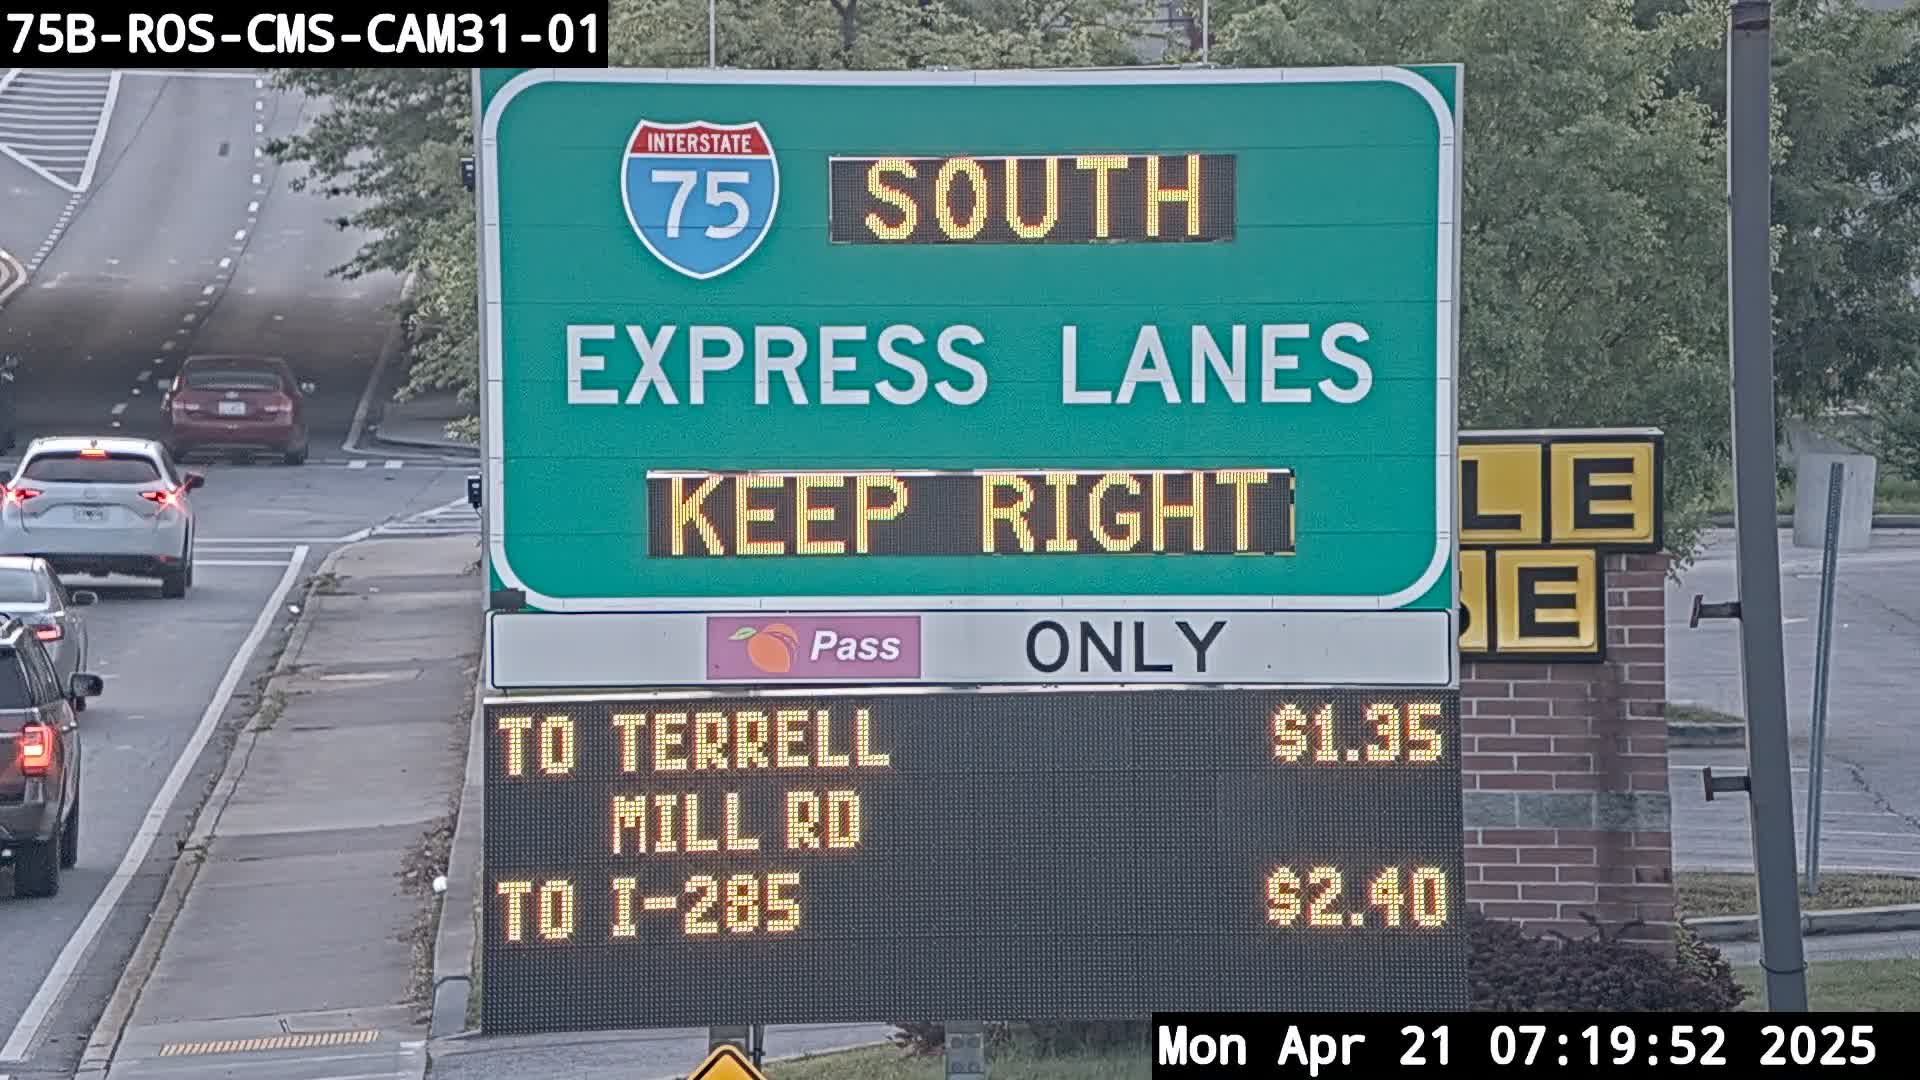 75B-ROS-CMS-CAM31-01
INTERSTATE
75
SOUTH
EXPRESS LANES
KEEP RIGHT
Pass ONLY
TO TERRELL $1.35
MILL RD
TO I-285 $2.40
LE
E
Mon Apr 21 07:19:52 2025